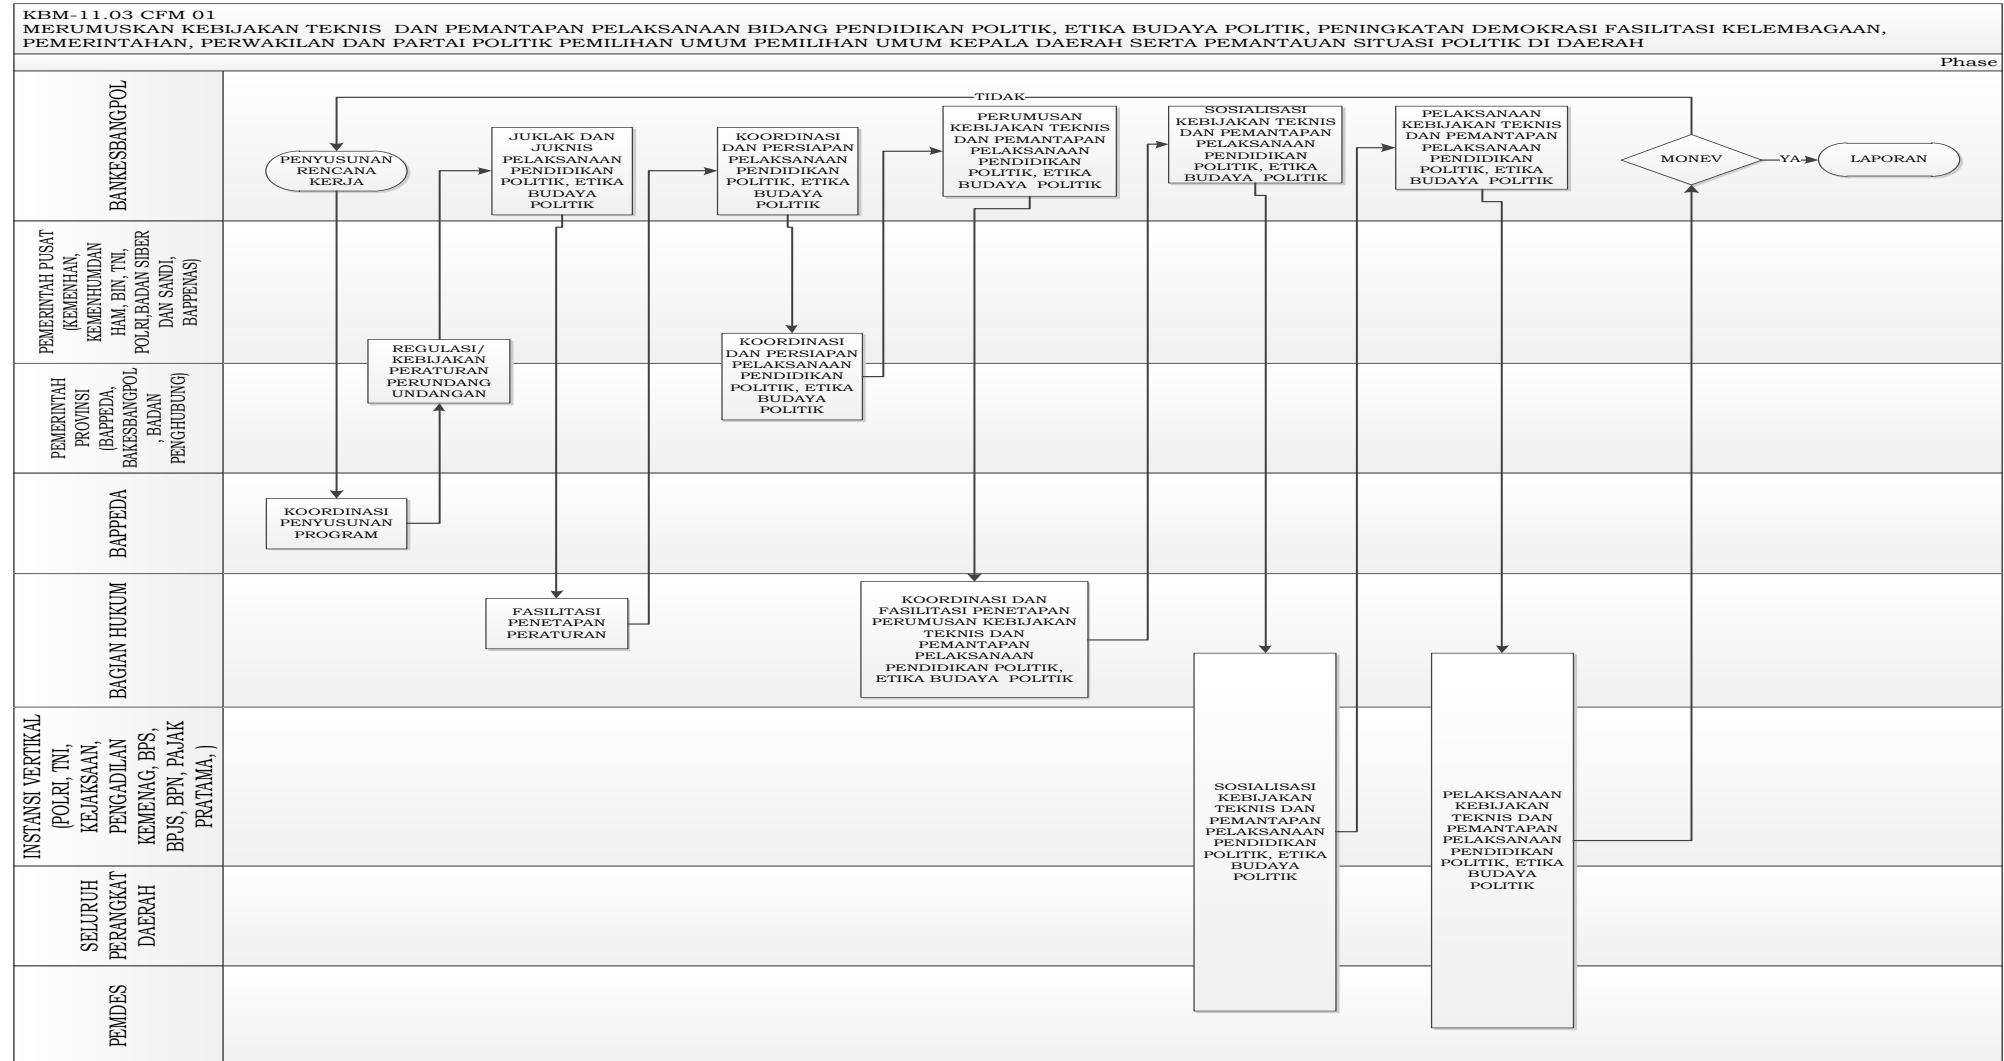 KBM-11.03 CFM 01
MERUMUSKAN KEBIJAKAN TEKNIS  DAN PEMANTAPAN PELAKSANAAN BIDANG PENDIDIKAN POLITIK, ETIKA BUDAYA POLITIK, PENINGKATAN DEMOKRASI FASILITASI KELEMBAGAAN,
PEMERINTAHAN, PERWAKILAN DAN PARTAI POLITIK PEMILIHAN UMUM PEMILIHAN UMUM KEPALA DAERAH SERTA PEMANTAUAN SITUASI POLITIK DI DAERAH
Phase
BANKESBANGPOL
TIDAK
PENYUSUNAN
RENCANA
KERJA
JUKLAK DAN
JUKNIS
PELAKSANAAN
PENDIDIKAN
POLITIK, ETIKA
BUDAYA
POLITIK
KOORDINASI
DAN PERSIAPAN
PELAKSANAAN
PENDIDIKAN
POLITIK, ETIKA
BUDAYA
POLITIK
PERUMUSAN
KEBIJAKAN TEKNIS
DAN PEMANTAPAN
PELAKSANAAN
PENDIDIKAN
POLITIK, ETIKA
BUDAYA  POLITIK
SOSIALISASI
KEBIJAKAN TEKNIS
DAN PEMANTAPAN
PELAKSANAAN
PENDIDIKAN
POLITIK, ETIKA
BUDAYA  POLITIK
PELAKSANAAN
KEBIJAKAN TEKNIS
DAN PEMANTAPAN
PELAKSANAAN
PENDIDIKAN
POLITIK, ETIKA
BUDAYA  POLITIK
MONEV
YA
LAPORAN
PEMERINTAH PUSAT
(KEMENHAN,
KEMENHUMDAN
HAM, BIN, TNI,
POLRI,BADAN SIBER
DAN SANDI,
BAPPENAS)
REGULASI/
KEBIJAKAN
PERATURAN
PERUNDANG
UNDANGAN
KOORDINASI
DAN PERSIAPAN
PELAKSANAAN
PENDIDIKAN
POLITIK, ETIKA
BUDAYA
POLITIK
PEMERINTAH
PROVINSI
(BAPPEDA,
BAKESBANGPOL
, BADAN
PENGHUBUNG)
BAPPEDA
KOORDINASI
PENYUSUNAN
PROGRAM
BAGIAN HUKUM
FASILITASI
PENETAPAN
PERATURAN
KOORDINASI DAN
FASILITASI PENETAPAN
PERUMUSAN KEBIJAKAN
TEKNIS DAN
PEMANTAPAN
PELAKSANAAN
PENDIDIKAN POLITIK,
ETIKA BUDAYA  POLITIK
INSTANSI VERTIKAL
(POLRI, TNI,
KEJAKSAAN,
PENGADILAN
KEMENAG, BPS,
BPJS, BPN, PAJAK
PRATAMA, )
SOSIALISASI
KEBIJAKAN
TEKNIS DAN
PEMANTAPAN
PELAKSANAAN
PENDIDIKAN
POLITIK, ETIKA
BUDAYA
POLITIK
PELAKSANAAN
KEBIJAKAN
TEKNIS DAN
PEMANTAPAN
PELAKSANAAN
PENDIDIKAN
POLITIK, ETIKA
BUDAYA
POLITIK
SELURUH
PERANGKAT
DAERAH
PEMDES